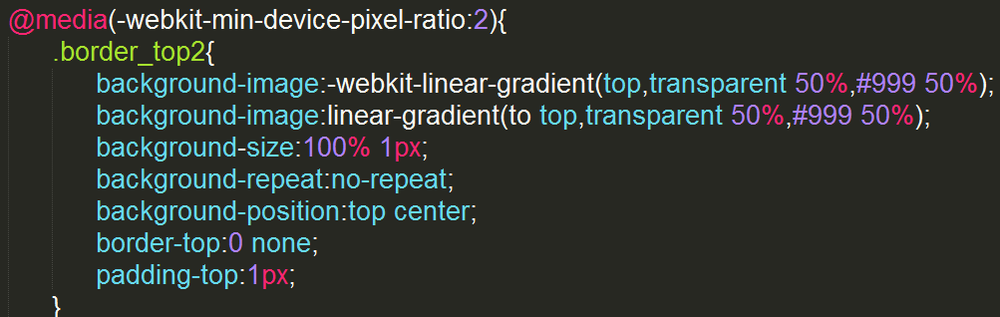 @media(-webkit-min-device-pixel-ratio:2){
.border_top2{
background-image:-webkit-linear-gradient(top,transparent 50%,#999 50%);
background-image:linear-gradient(to top,transparent 50%,#999 50%);
background-size:100% 1px;
background-repeat:no-repeat;
background-position:top center;
border-top:0 none;
padding-top:1px;
}